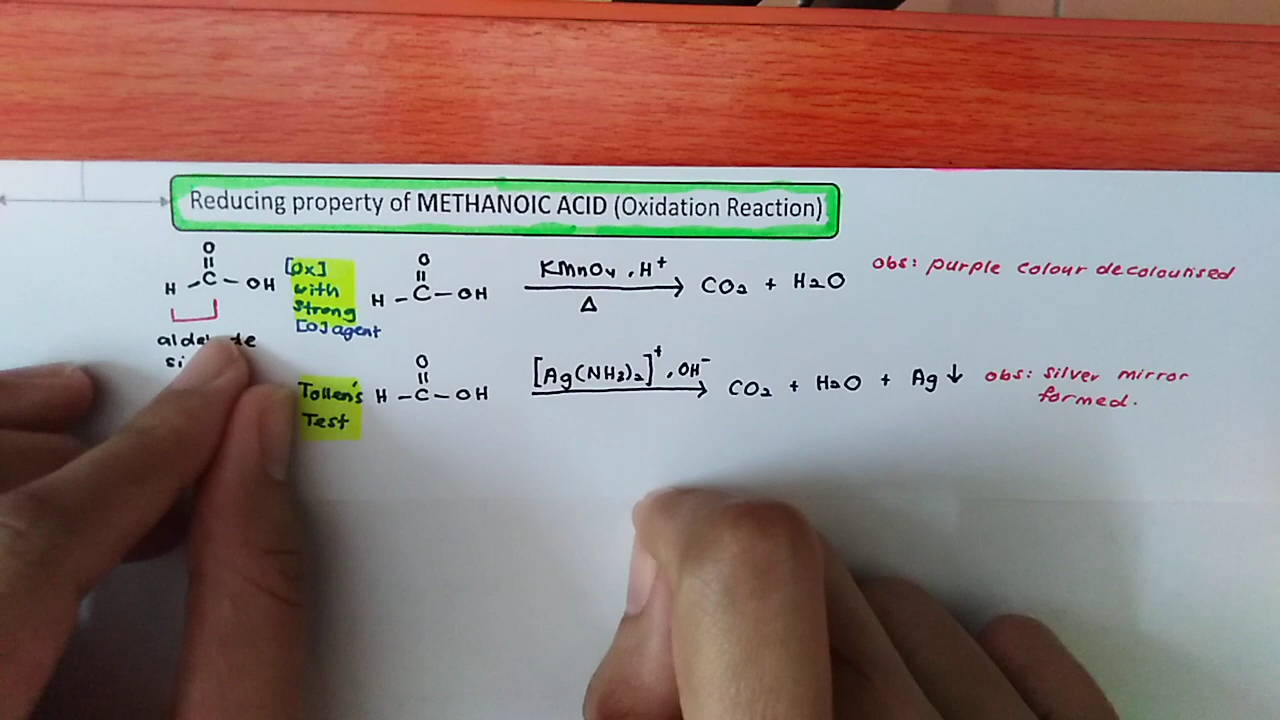 Reducing property of METHANOIC ACID (Oxidation Reaction)
O
H - C - OH
[Ox]
with
strong
[O] agent
O
H - C - OH
KMnO4 , H+
Δ
CO2 + H2O
obs: purple colour decolourised
Tollen's
Test
O
H - C - OH
[Ag(NH3)2]+ , OH-
CO2 + H2O + Ag ↓
obs: silver mirror
formed.